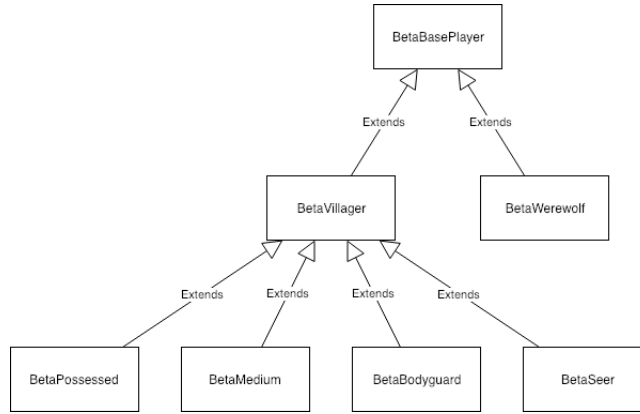 BetaBasePlayer
Extends
Extends
BetaVillager
BetaWerewolf
Extends
Extends
Extends
Extends
BetaPossessed
BetaMedium
BetaBodyguard
BetaSeer